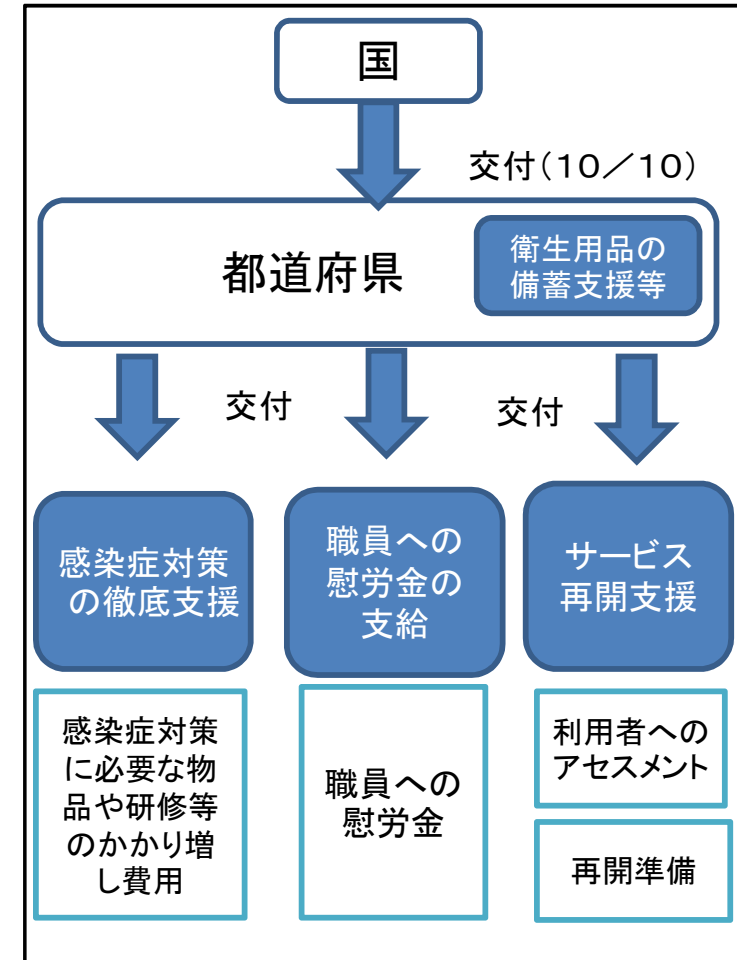 国
交付（１０／１０）
都道府県
衛生用品の
備蓄支援等
交付
交付
感染症対策
の徹底支援
職員への
慰労金の
支給
サービス
再開支援
感染症対策
に必要な物
品や研修等
のかかり増
し費用
職員への
慰労金
利用者への
アセスメント
再開準備